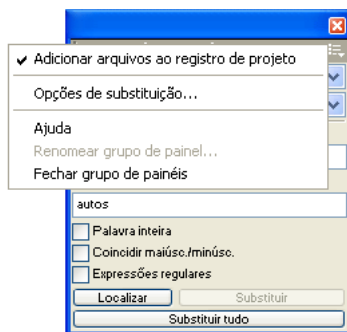 Adicionar arquivos ao registro de projeto
Opções de substituição...
Ajuda
Renomear grupo de painel...
Fechar grupo de painéis
autos
Palavra inteira
Coincidir maiúsc./minúsc.
Expressões regulares
Localizar
Substituir
Substituir tudo